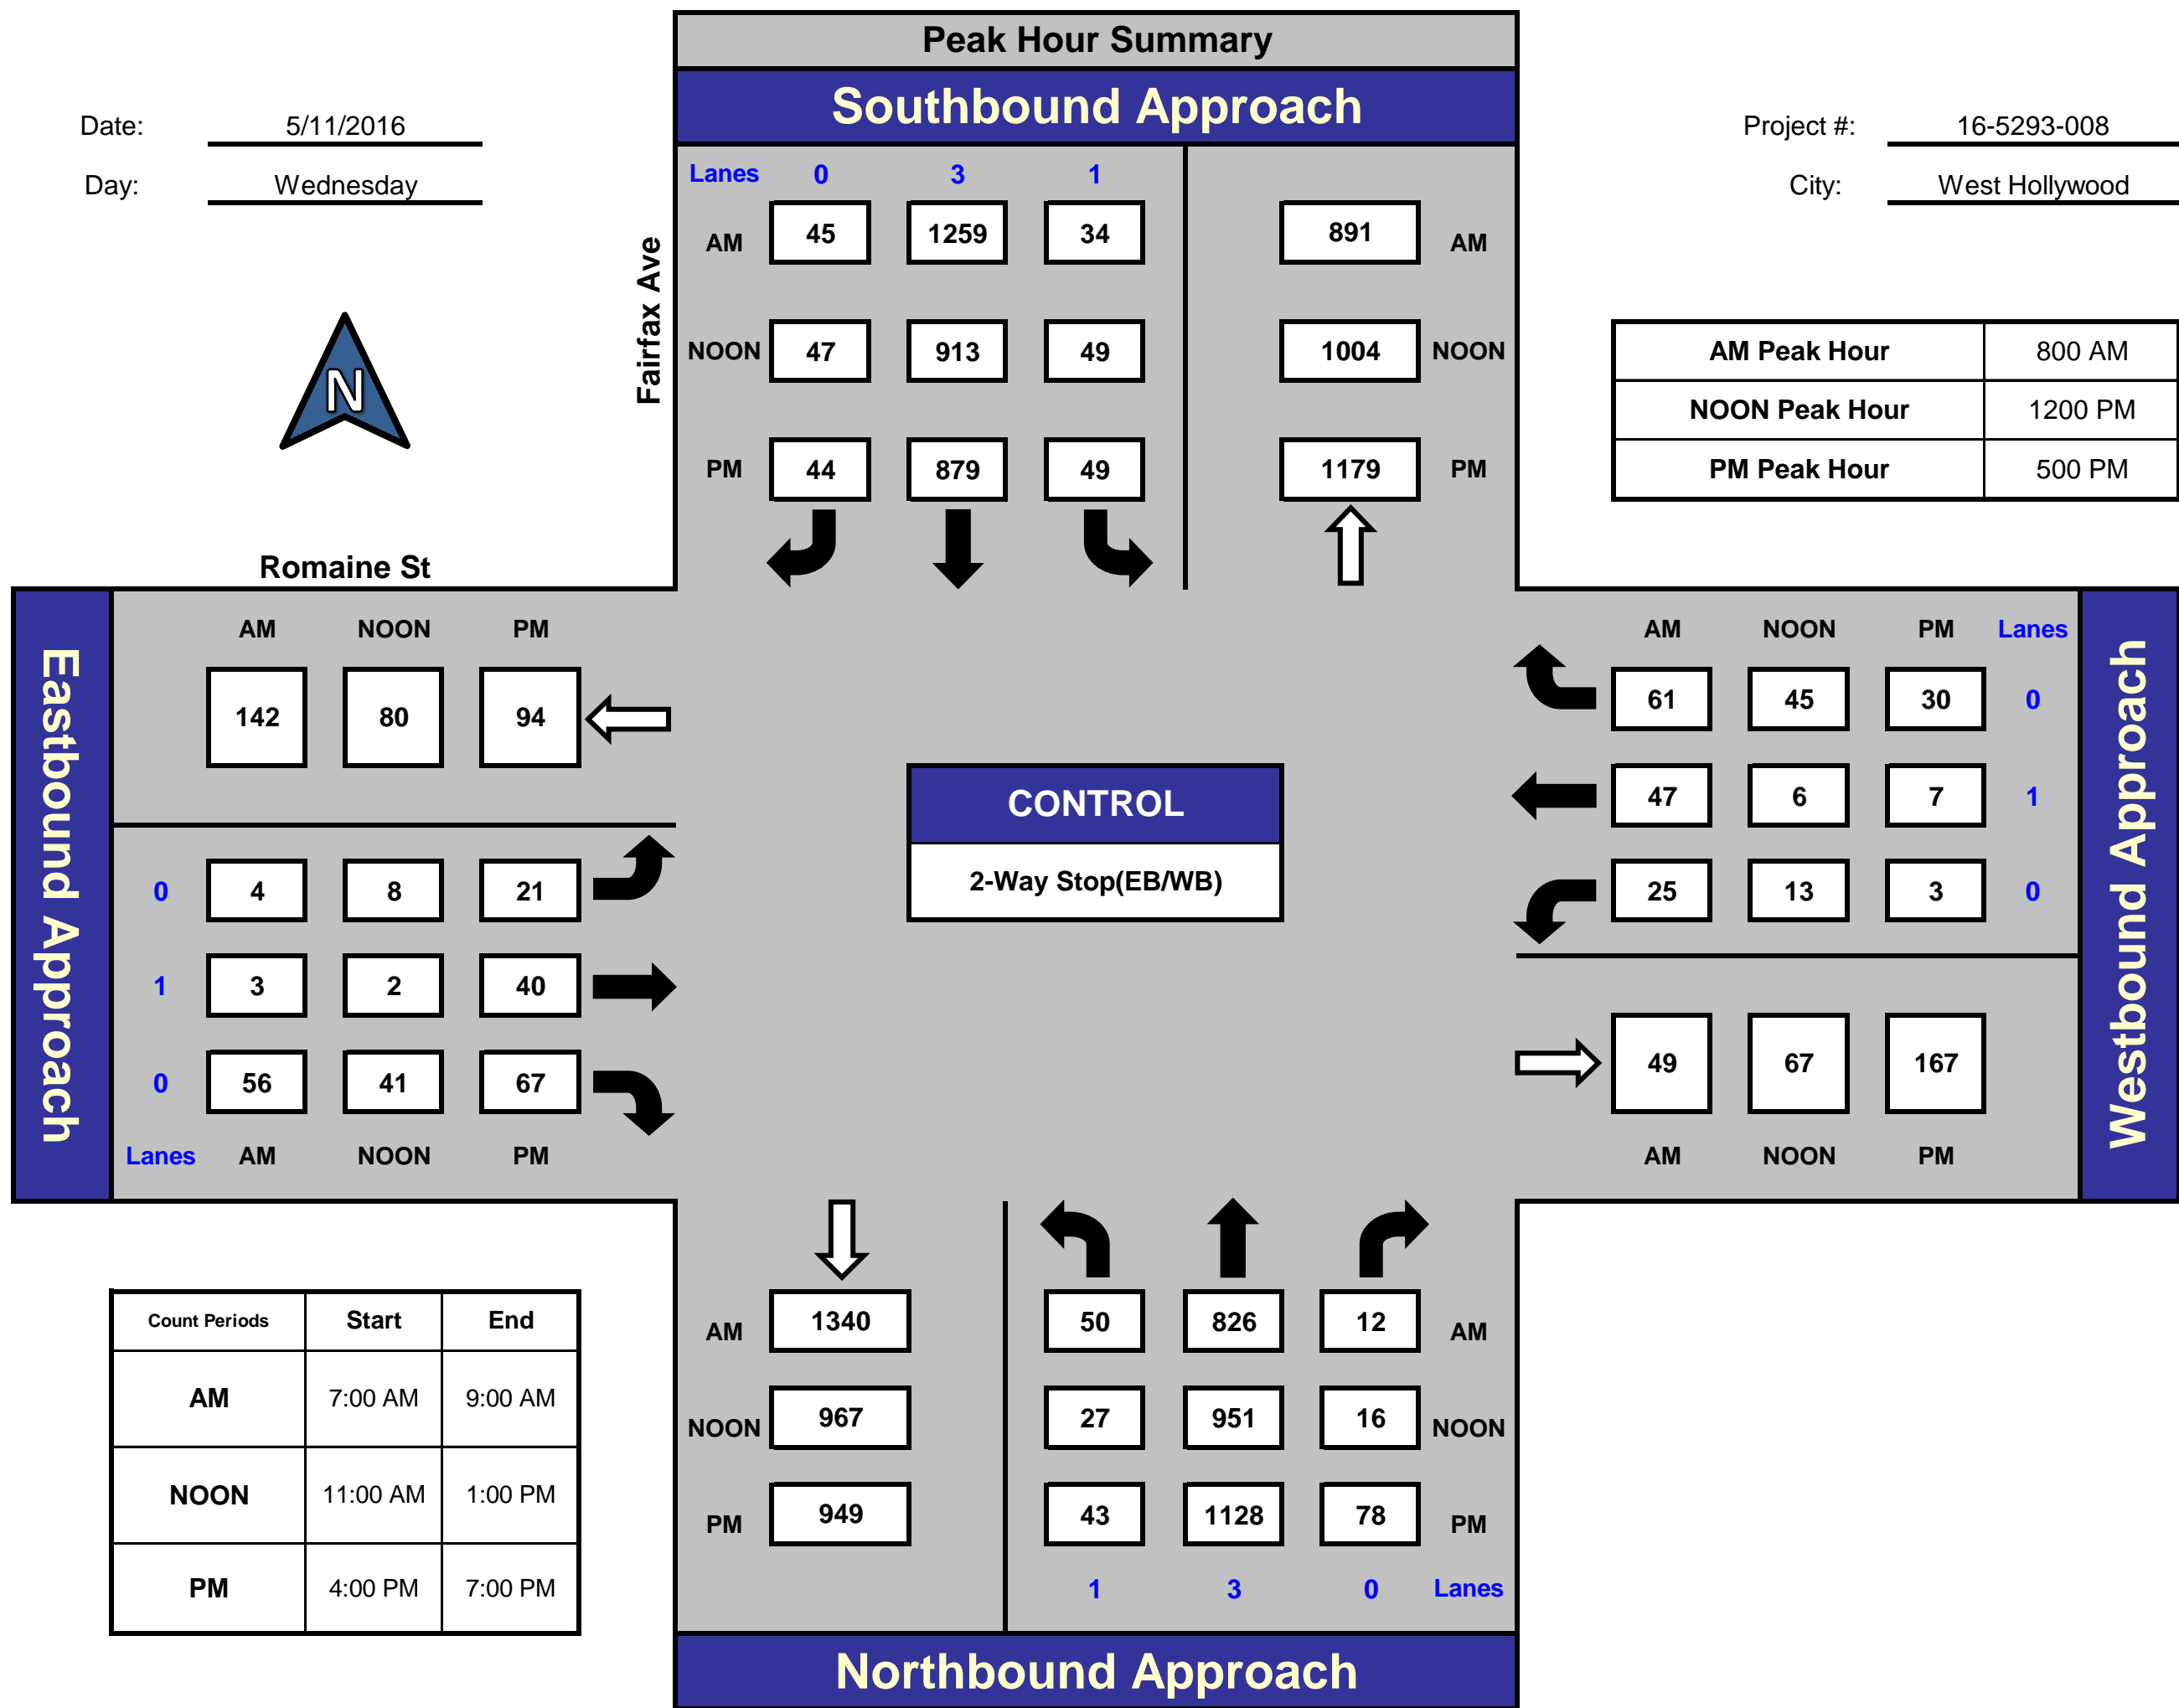 Peak Hour Summary
Southbound Approach
Date: 5/11/2016
Project #: 16-5293-008
Day: Wednesday
City: West Hollywood
Lanes 0 3 1
AM 45 1259 34 891 AM
Fairfax Ave
NOON 47 913 49 1004 NOON
PM 44 879 49 1179 PM
AM Peak Hour 800 AM
NOON Peak Hour 1200 PM
PM Peak Hour 500 PM
N
Romaine St
Eastbound Approach
AM NOON PM
142 80 94
0 4 8 21
1 3 2 40
0 56 41 67
Lanes AM NOON PM
CONTROL
2-Way Stop(EB/WB)
AM NOON PM Lanes
61 45 30 0
47 6 7 1
25 13 3 0
49 67 167
AM NOON PM
Westbound Approach
Count Periods Start End
AM 7:00 AM 9:00 AM
NOON 11:00 AM 1:00 PM
PM 4:00 PM 7:00 PM
AM 1340 50 826 12 AM
NOON 967 27 951 16 NOON
PM 949 43 1128 78 PM
1 3 0 Lanes
Northbound Approach